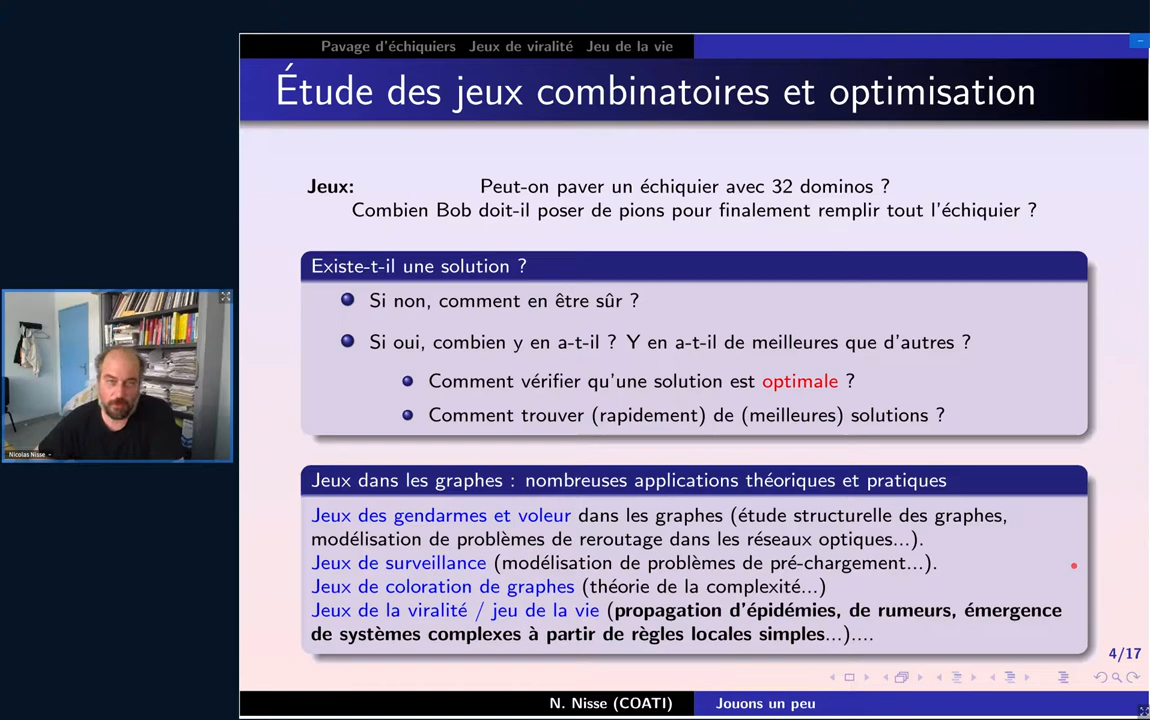 Pavage d'échiquiers Jeux de viralité Jeu de la vie
Étude des jeux combinatoires et optimisation
Jeux: Peut-on paver un échiquier avec 32 dominos ?
Combien Bob doit-il poser de pions pour finalement remplir tout l'échiquier ?
Existe-t-il une solution ?
Si non, comment en être sûr ?
Si oui, combien y en a-t-il ? Y en a-t-il de meilleures que d'autres ?
Comment vérifier qu'une solution est optimale ?
Comment trouver (rapidement) de (meilleures) solutions ?
Nicolas Nisse
Jeux dans les graphes : nombreuses applications théoriques et pratiques
Jeux des gendarmes et voleur dans les graphes (étude structurelle des graphes,
modélisation de problèmes de reroutage dans les réseaux optiques...).
Jeux de surveillance (modélisation de problèmes de pré-chargement...).
Jeux de coloration de graphes (théorie de la complexité...)
Jeux de la viralité / jeu de la vie (propagation d'épidémies, de rumeurs, émergence
de systèmes complexes à partir de règles locales simples...)....
4/17
N. Nisse (COATI) Jouons un peu